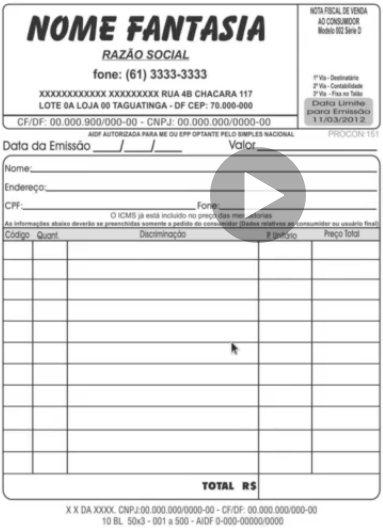 NOME FANTASIA
RAZÃO SOCIAL
fone: (61) 3333-3333
XXXXXXXXXXXX XXXXXXXXX RUA 4B CHACARA 117
LOTE 0A LOJA 00 TAGUATINGA - DF CEP: 70.000-000
CF/DF: 00.000.900/000-00 - CNPJ: 00.000.000/0000-00
NOTA FISCAL DE VENDA
AO CONSUMIDOR
Modelo 002 Série D
1ª Via - Destinatário
2ª Via - Contabilidade
3ª Via - Fixa no Talão
Data Limite
para Emissão
11/03/2012
AIDF AUTORIZADA PARA ME OU EPP OPTANTE PELO SIMPLES NACIONAL
PROCON 151
Data da Emissão ____/____/____ Valor
Nome:
Endereço:
CPF: Fone:
O ICMS já está incluido no preço das mercadorias
As informações abaixo deverão se preenchidas somente a pedido do consumidor (Dados relativos ao consumidor ou usuário final)
Código Quant. Discriminação P. Unitário Preço Total
TOTAL R$
X X DA XXXX. CNPJ:00.000.000/0000-00 - CF/DF: 00.000.000/000-00
10 BL 50x3 - 001 a 500 - AIDF 0-000-00000/0000